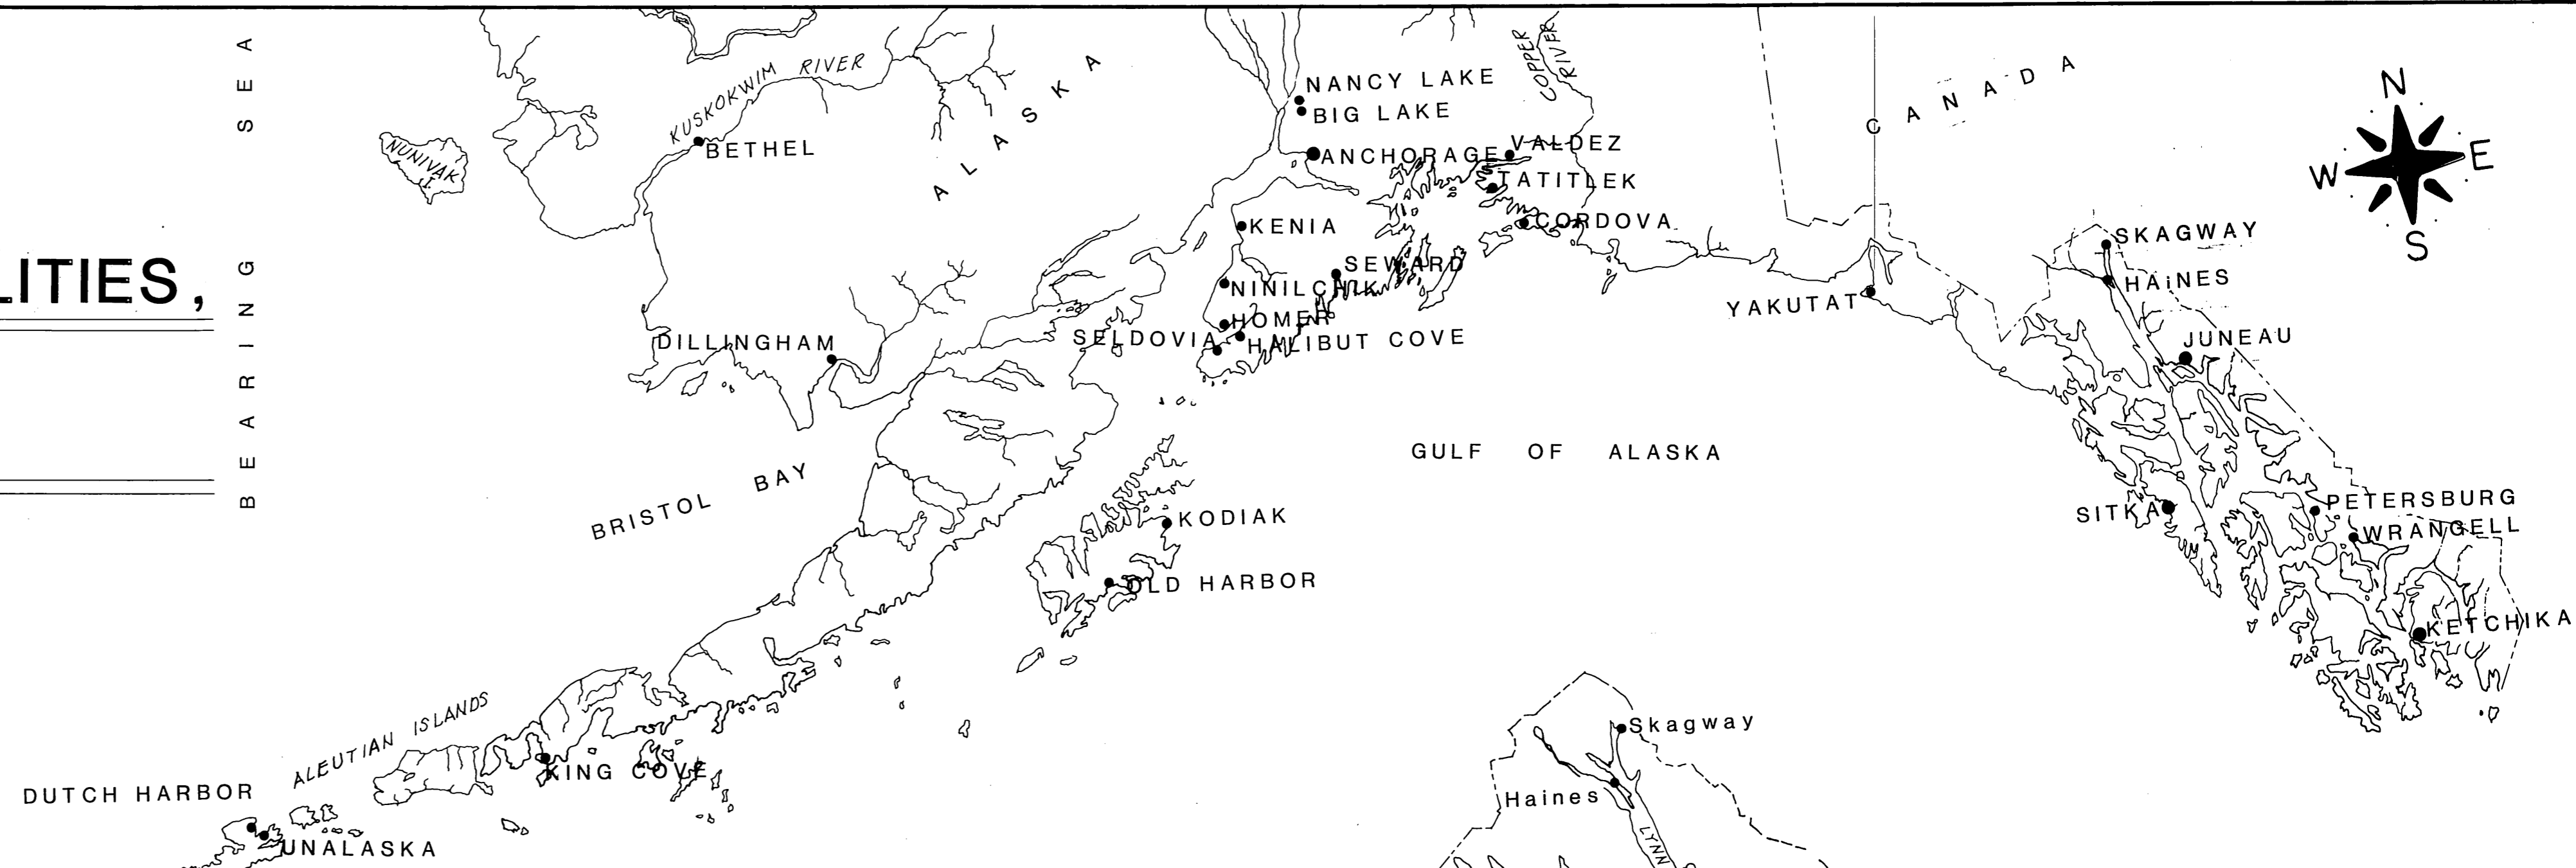 LITIES,
BEARING SEA
NUNIVAK
I.
KUSKOKWIM RIVER
BETHEL
ALASKA
COPPER
RIVER
NANCY LAKE
BIG LAKE
ANCHORAGE
VALDEZ
TATITLEK
CORDOVA
KENIA
SEWARD
NINILCHIK
HOMER
SELDOVIA
HALIBUT COVE
DILLINGHAM
BRISTOL BAY
GULF OF ALASKA
KODIAK
OLD HARBOR
CANADA
YAKUTAT
SKAGWAY
HAiNES
JUNEAU
SITKA
PETERSBURG
WRANGELL
KETCHIKA
N
W
E
S
ALEUTIAN ISLANDS
KING COVE
DUTCH HARBOR
UNALASKA
Skagway
Haines
LYNN